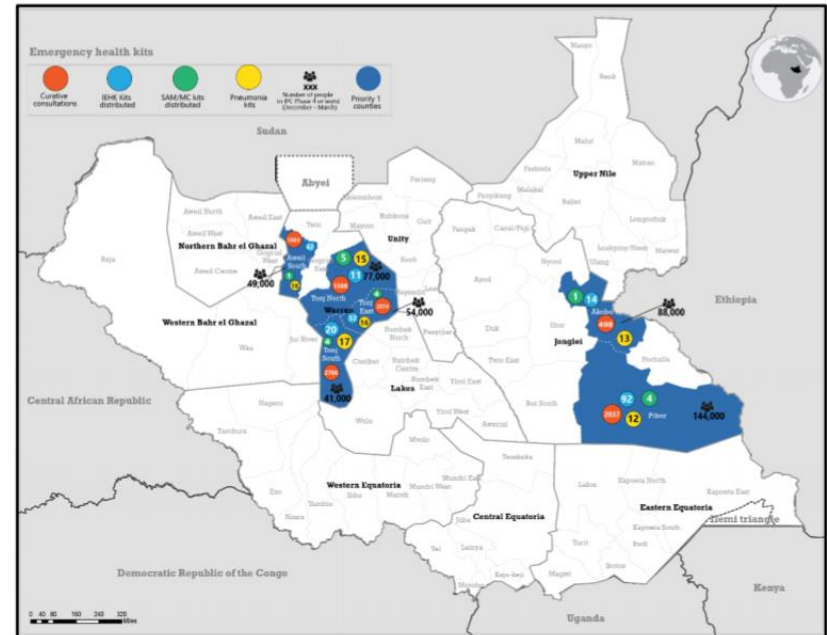 Emergency health kits
Curative
consultations
IEHK Kits
distributed
SAM/MC kits
distributed
Pneumonia
kits
XXX
Number of people
in IPC Phase 4 or worse
(December - March)
Priority 1
counties
Sudan
Abyei
Manyo
Renk
Melut
Maban
Fashoda
Malakal
Panyikang
Baliet
Upper Nile
Longochuk
Maiwut
Ulang
Nyirol
Pariang
Abiemnhom
Rubkona
Guit
Mayom
Unity
Koch
Fangak
Canal/Pigi
Ayod
Duk
Uror
Twic East
Twic
Aweil North
Aweil East
Aweil West
Northern Bahr el Ghazal
Aweil Centre
Aweil
South
Gogrial
West
42
49,000
Raja
Western Bahr el Ghazal
Wau
Jur River
5
15
11
77,000
Tonj North
Tonj
East
Warrap
54,000
20
17
Tonj
South
41,000
Rumbek
North
Panyijiar
Cueibet
Rumbek
Centre
Rumbek
East
Yirol East
Yirol West
Lakes
Wulu
Awerial
Bor South
1
14
Akobo
13
88,000
Jonglei
Pochalla
92
4
2037
12
Pibor
144,000
Ethiopia
Central African Republic
Nagero
Tambura
Ezo
Yambio
Nzara
Ibba
Maridi
Mvolo
Mundri East
Mundri West
Western Equatoria
Terekeka
Juba
Central Equatoria
Yei
Lainya
Kajo-keji
Morobo
Lafon
Kapoeta North
Kapoeta East
Eastern Equatoria
Kapoeta South
Torit
Budi
Magwi
Ikotos
Ilemi triangle
Democratic Republic of the Congo
Uganda
Kenya
0 40 80 160 240 320
Miles